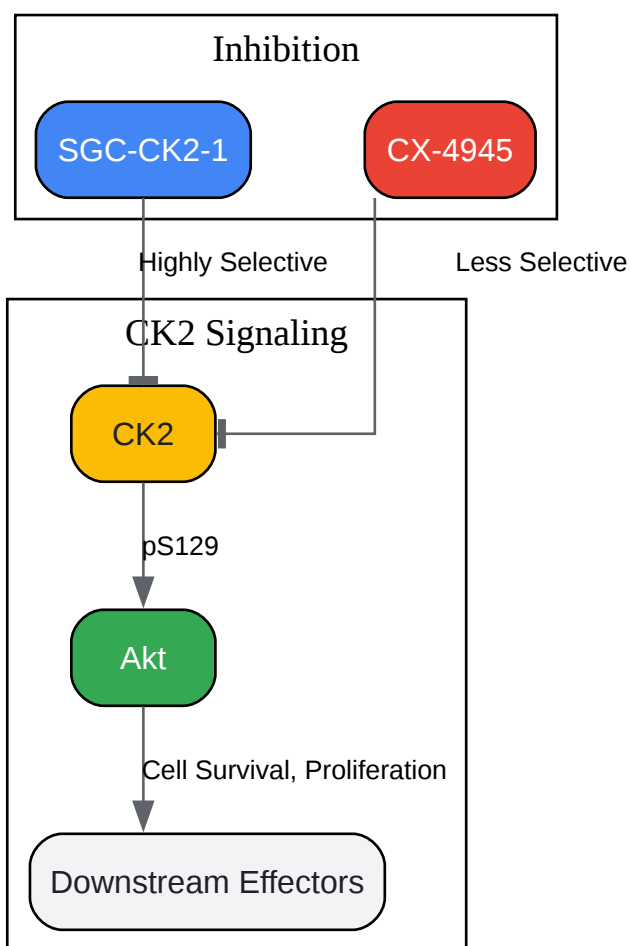 Inhibition
SGC-CK2-1
CX-4945
Highly Selective
Less Selective
CK2 Signaling
CK2
pS129
Akt
Cell Survival, Proliferation
Downstream Effectors